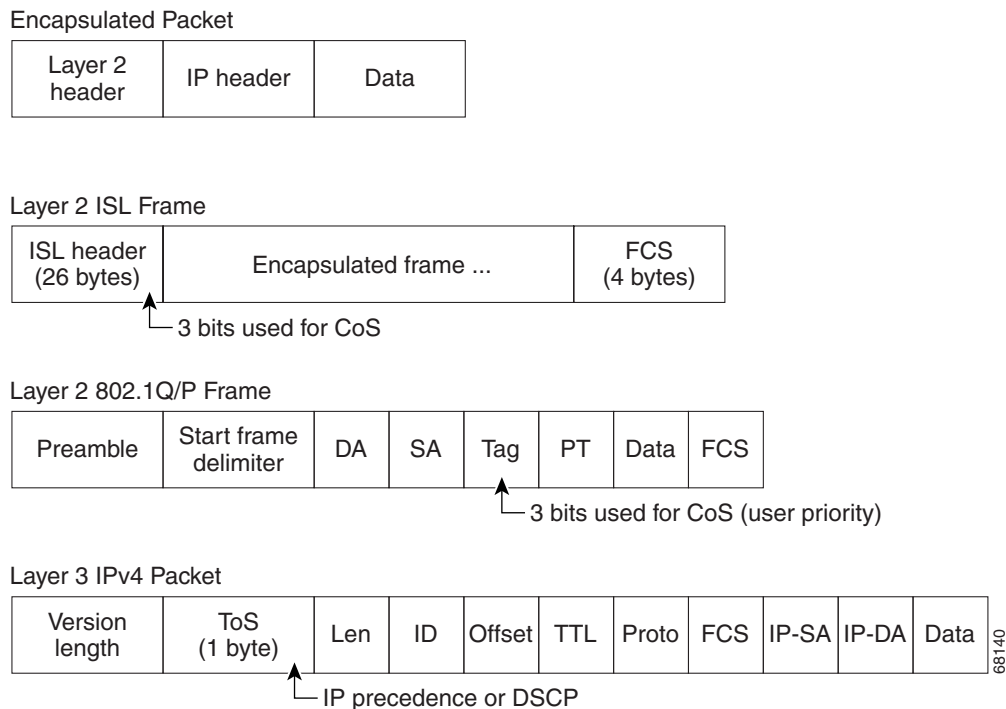 Encapsulated Packet
Layer 2
header
IP header
Data
Layer 2 ISL Frame
ISL header
(26 bytes)
Encapsulated frame ...
FCS
(4 bytes)
3 bits used for CoS
Layer 2 802.1Q/P Frame
Preamble
Start frame
delimiter
DA
SA
Tag
PT
Data
FCS
3 bits used for CoS (user priority)
Layer 3 IPv4 Packet
Version
length
ToS
(1 byte)
Len
ID
Offset
TTL
Proto
FCS
IP-SA
IP-DA
Data
IP precedence or DSCP
68140